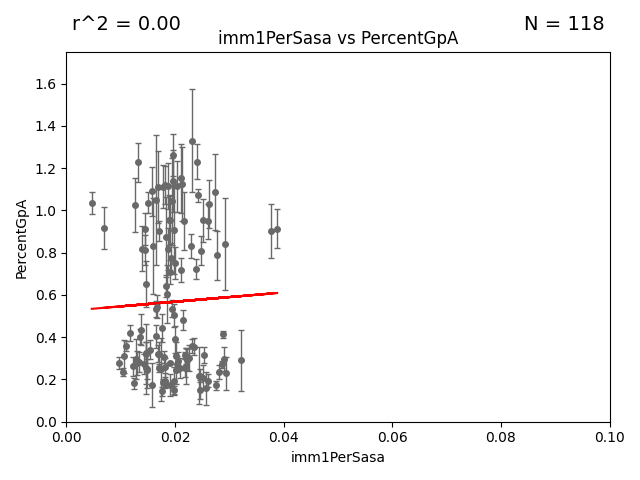 r^2 = 0.00
N = 118
imm1PerSasa vs PercentGpA
1.6
1.4
1.2
1.0
0.8
0.6
0.4
0.2
0.0
PercentGpA
0.00 0.02 0.04 0.06 0.08 0.10
imm1PerSasa